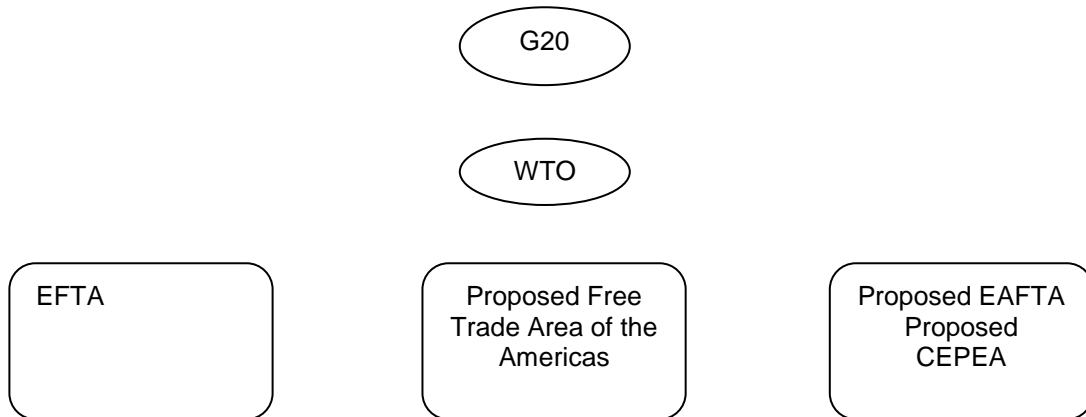 G20
WTO
EFTA
Proposed Free
Trade Area of the
Americas
Proposed EAFTA
Proposed
CEPEA